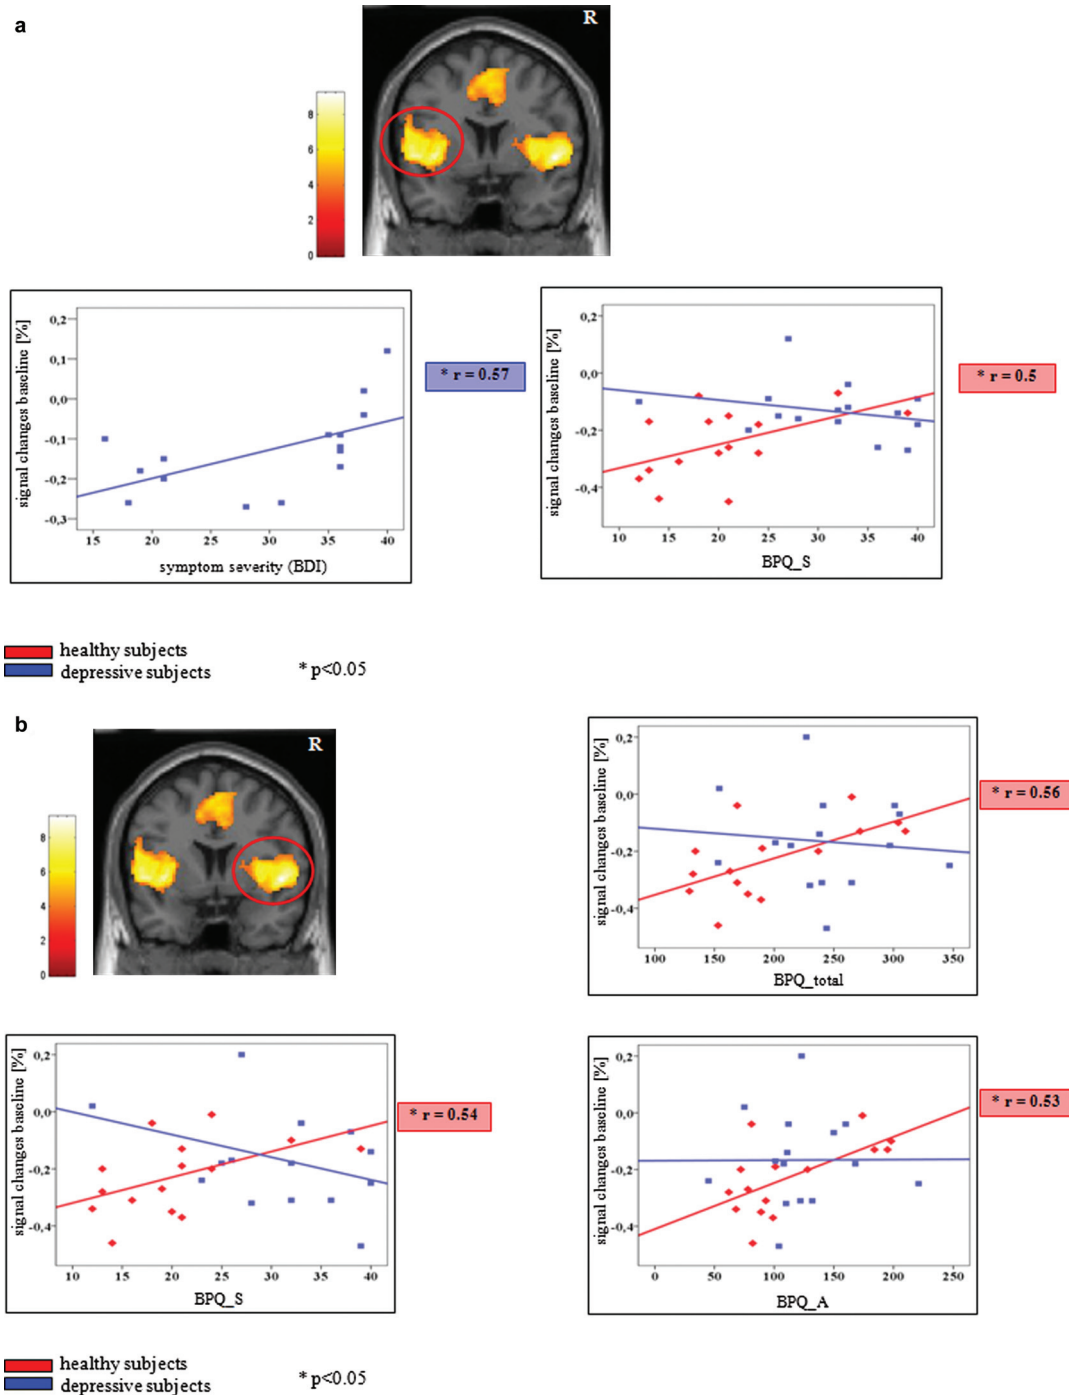 a
R
8
6
4
2
0
signal changes baseline [%]
0,2
0,1
0,0
-0,1
-0,2
-0,3
15 20 25 30 35 40
symptom severity (BDI)
* r = 0.57
signal changes baseline [%]
0,2
0,0
-0,2
-0,4
10 15 20 25 30 35 40
BPQ_S
* r = 0.5
healthy subjects
depressive subjects
* p<0.05
b
R
8
6
4
2
0
signal changes baseline [%]
0,2
0,0
-0,2
-0,4
100 150 200 250 300 350
BPQ_total
* r = 0.56
signal changes baseline [%]
0,2
0,0
-0,2
-0,4
10 15 20 25 30 35 40
BPQ_S
* r = 0.54
signal changes baseline [%]
0,2
0,0
-0,2
-0,4
0 50 100 150 200 250
BPQ_A
* r = 0.53
healthy subjects
depressive subjects
* p<0.05